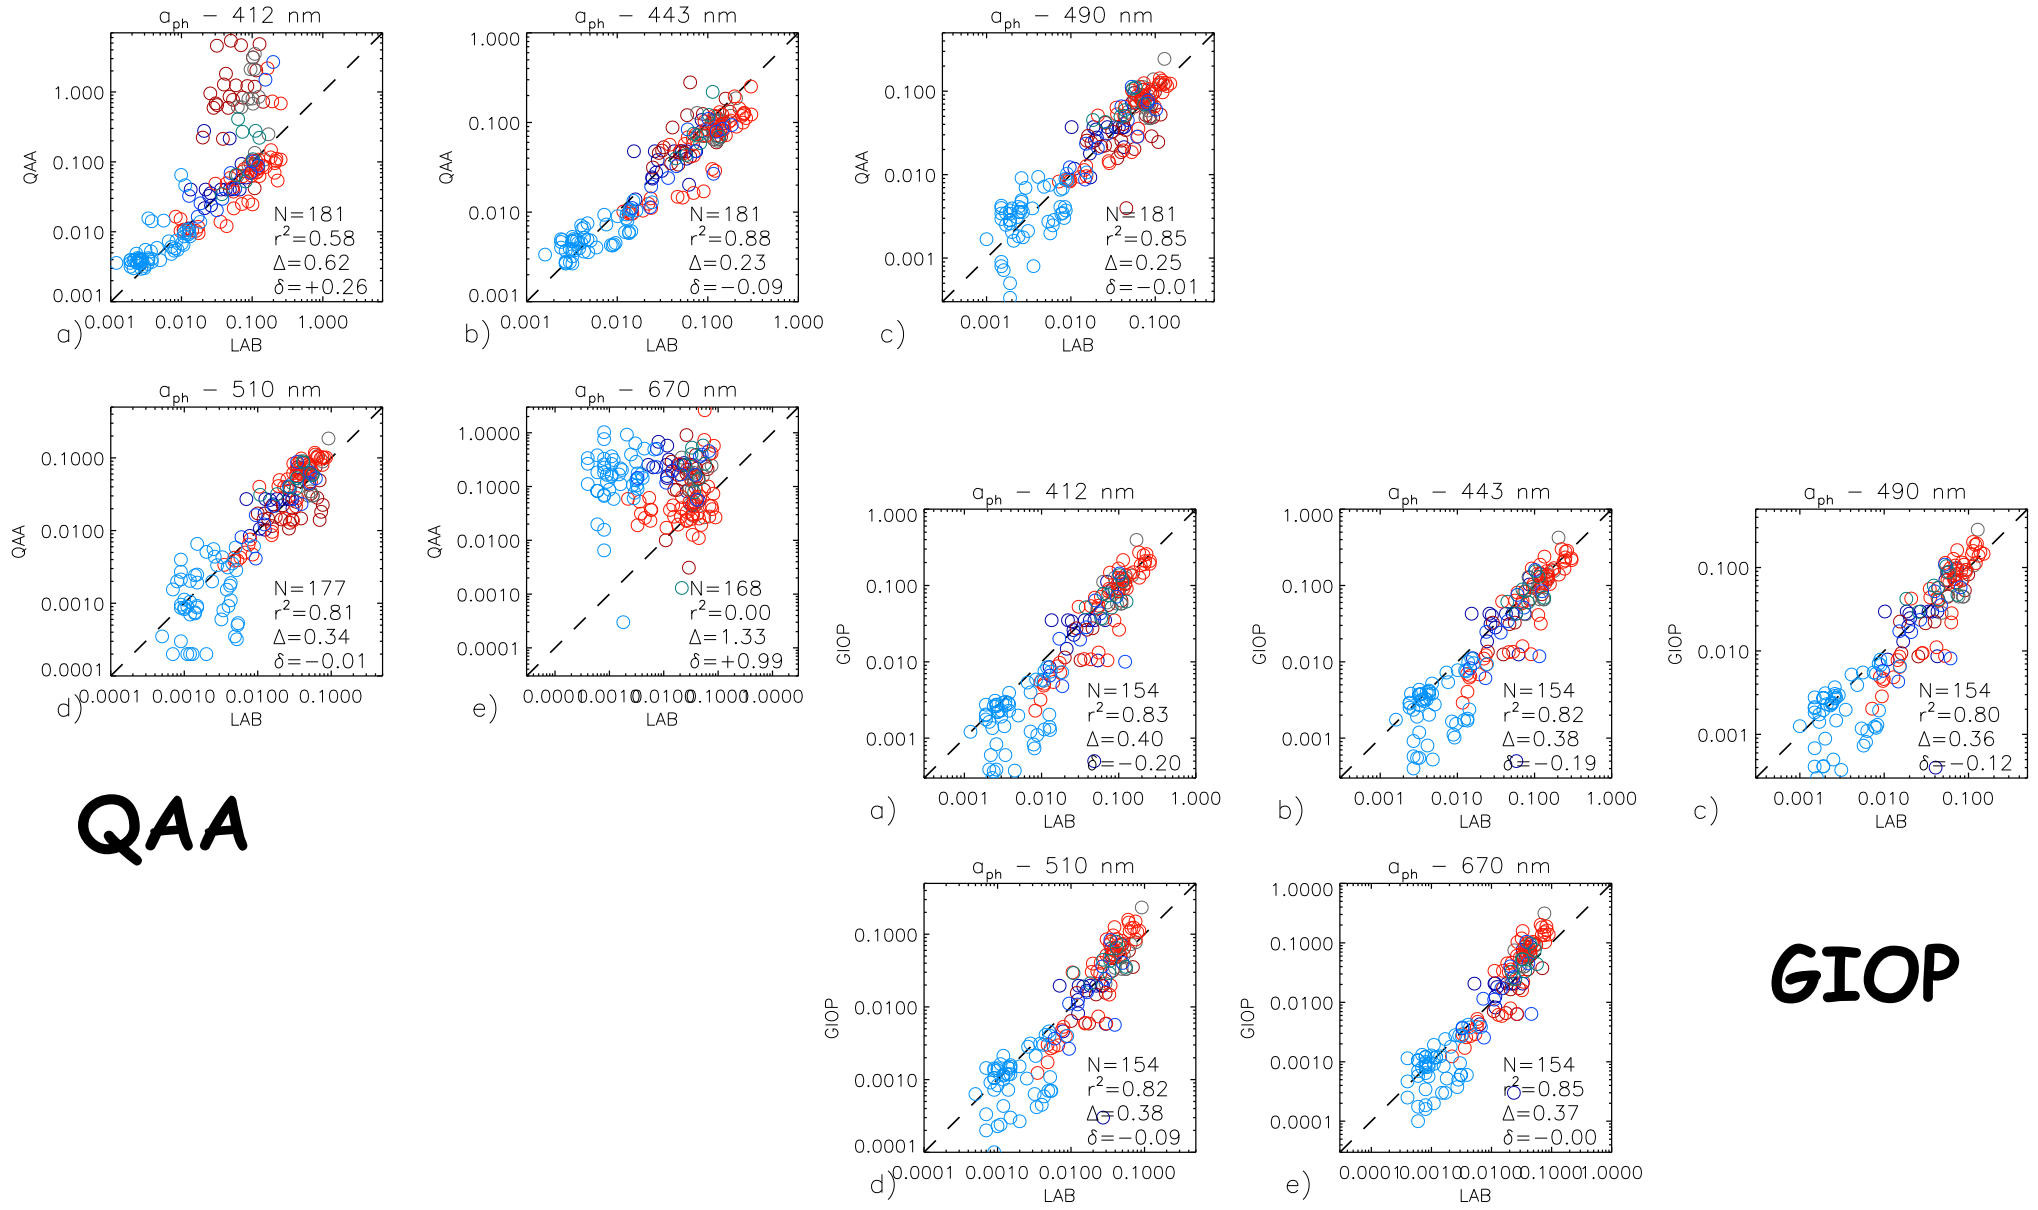 a_ph − 412 nm
QAA
1.000
0.100
0.010
0.001
N=181
r²=0.58
Δ=0.62
δ=+0.26
0.001 0.010 0.100 1.000
a)
LAB
a_ph − 443 nm
QAA
1.000
0.100
0.010
0.001
N=181
r²=0.88
Δ=0.23
δ=−0.09
0.001 0.010 0.100 1.000
b)
LAB
a_ph − 490 nm
QAA
0.100
0.010
0.001
N=181
r²=0.85
Δ=0.25
δ=−0.01
0.001 0.010 0.100
c)
LAB
a_ph − 510 nm
QAA
0.1000
0.0100
0.0010
0.0001
N=177
r²=0.81
Δ=0.34
δ=−0.01
0.0001 0.0010 0.0100 0.1000
d)
LAB
a_ph − 670 nm
QAA
1.0000
0.1000
0.0100
0.0010
0.0001
N=168
r²=0.00
Δ=1.33
δ=+0.99
0.0001 0.0010 0.0100 0.1000 1.0000
e)
LAB
QAA
a_ph − 412 nm
GIOP
1.000
0.100
0.010
0.001
N=154
r²=0.83
Δ=0.40
δ=−0.20
0.001 0.010 0.100 1.000
a)
LAB
a_ph − 443 nm
GIOP
1.000
0.100
0.010
0.001
N=154
r²=0.82
Δ=0.38
δ=−0.19
0.001 0.010 0.100 1.000
b)
LAB
a_ph − 490 nm
GIOP
0.100
0.010
0.001
N=154
r²=0.80
Δ=0.36
δ=−0.12
0.001 0.010 0.100
c)
LAB
a_ph − 510 nm
GIOP
0.1000
0.0100
0.0010
0.0001
N=154
r²=0.82
Δ=0.38
δ=−0.09
0.0001 0.0010 0.0100 0.1000
d)
LAB
a_ph − 670 nm
GIOP
1.0000
0.1000
0.0100
0.0010
0.0001
N=154
r²=0.85
Δ=0.37
δ=−0.00
0.0001 0.0010 0.0100 0.1000 1.0000
e)
LAB
GIOP